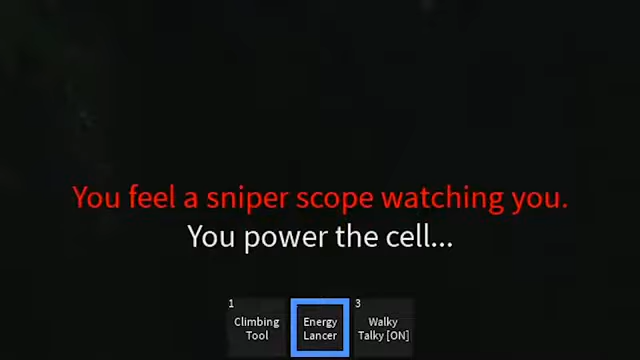 You feel a sniper scope watching you.
You power the cell...
1
Climbing
Tool
Energy
Lancer
3
Walky
Talky [ON]